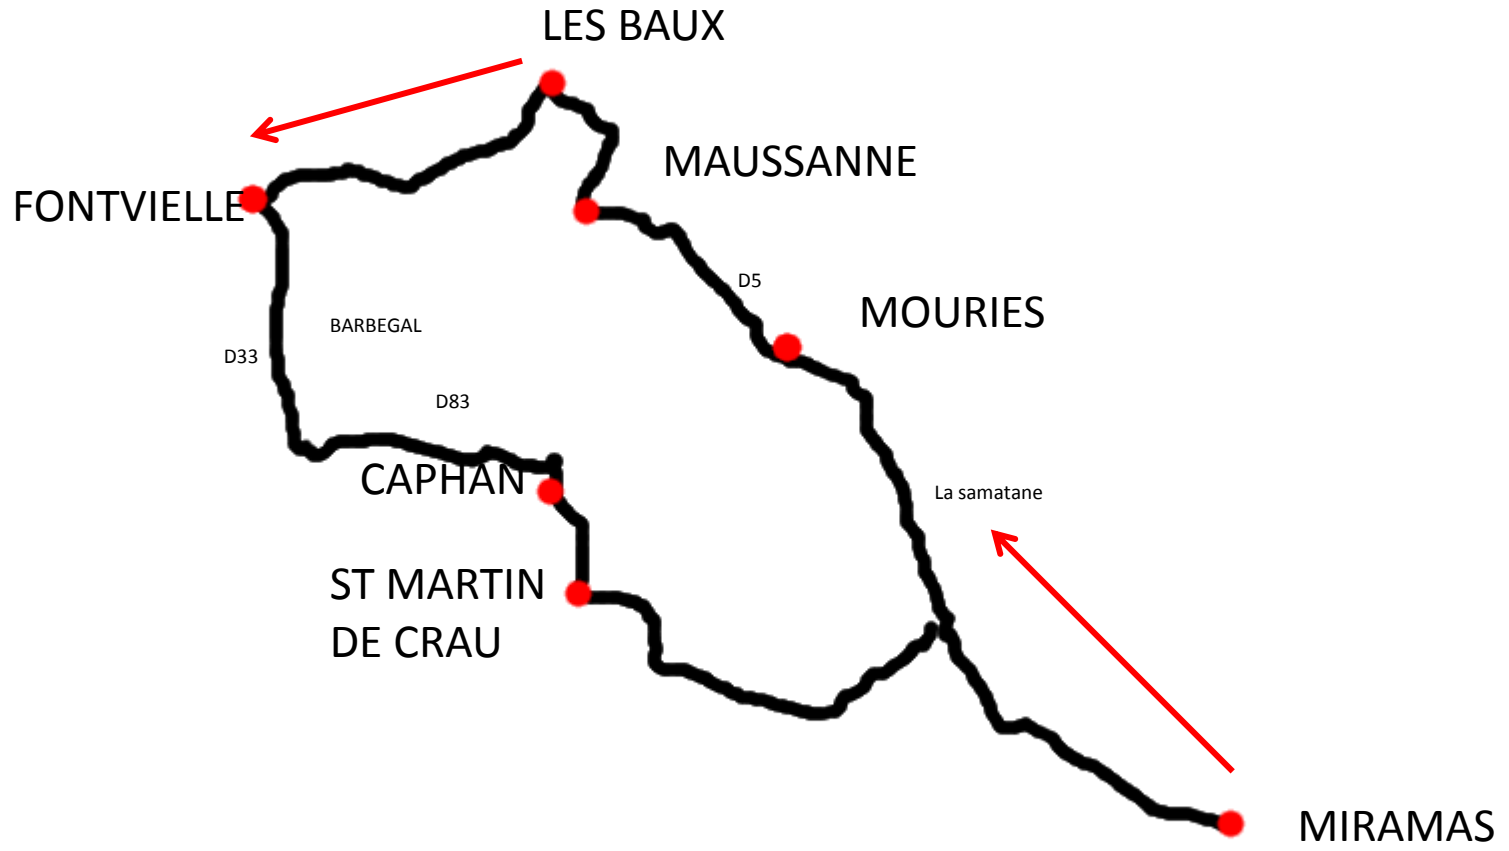 LES BAUX
MAUSSANNE
FONTVIELLE
D5
MOURIES
BARBEGAL
D33
D83
CAPHAN
La samatane
ST MARTIN
DE CRAU
MIRAMAS